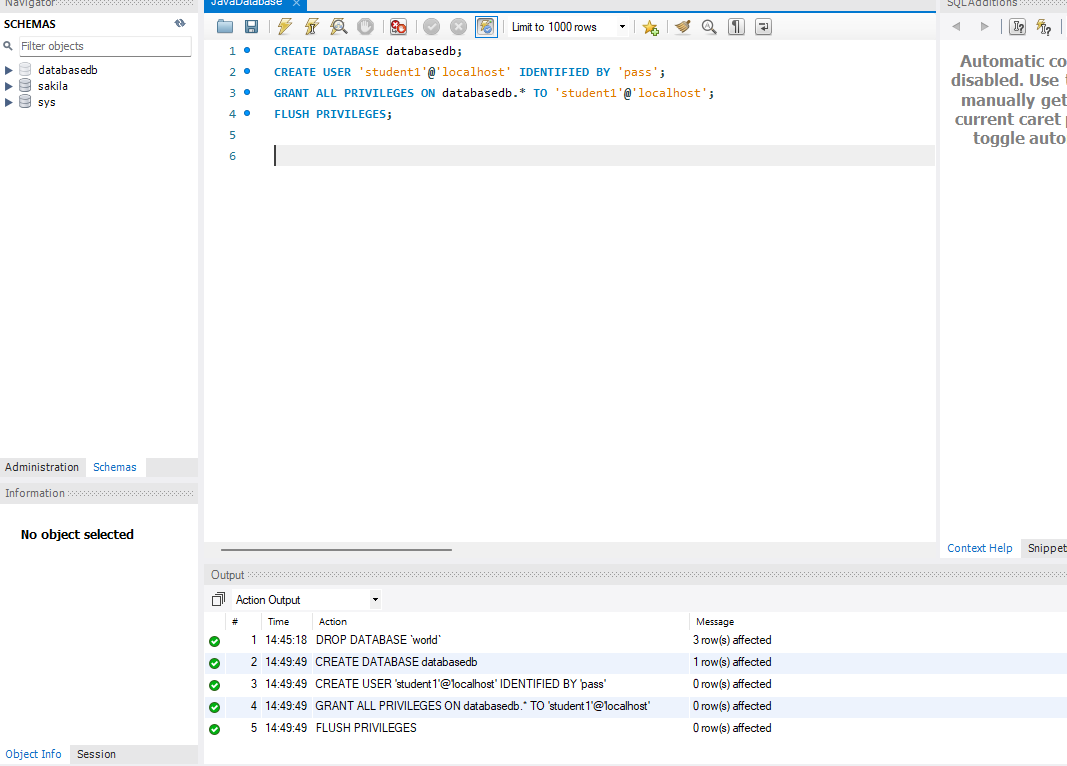 Navigator
SCHEMAS
Filter objects
databasedb
sakila
sys
Administration Schemas
Information
No object selected
Object Info Session
JavaDatabase
Limit to 1000 rows
1 CREATE DATABASE databasedb;
2 CREATE USER 'student1'@'localhost' IDENTIFIED BY 'pass';
3 GRANT ALL PRIVILEGES ON databasedb.* TO 'student1'@'localhost';
4 FLUSH PRIVILEGES;
5
6
SQLAdditions
Automatic co
disabled. Use
manually get
current caret
toggle auto
Context Help Snippet
Output
Action Output
# Time Action Message
1 14:45:18 DROP DATABASE `world` 3 row(s) affected
2 14:49:49 CREATE DATABASE databasedb 1 row(s) affected
3 14:49:49 CREATE USER 'student1'@'localhost' IDENTIFIED BY 'pass' 0 row(s) affected
4 14:49:49 GRANT ALL PRIVILEGES ON databasedb.* TO 'student1'@'localhost' 0 row(s) affected
5 14:49:49 FLUSH PRIVILEGES 0 row(s) affected